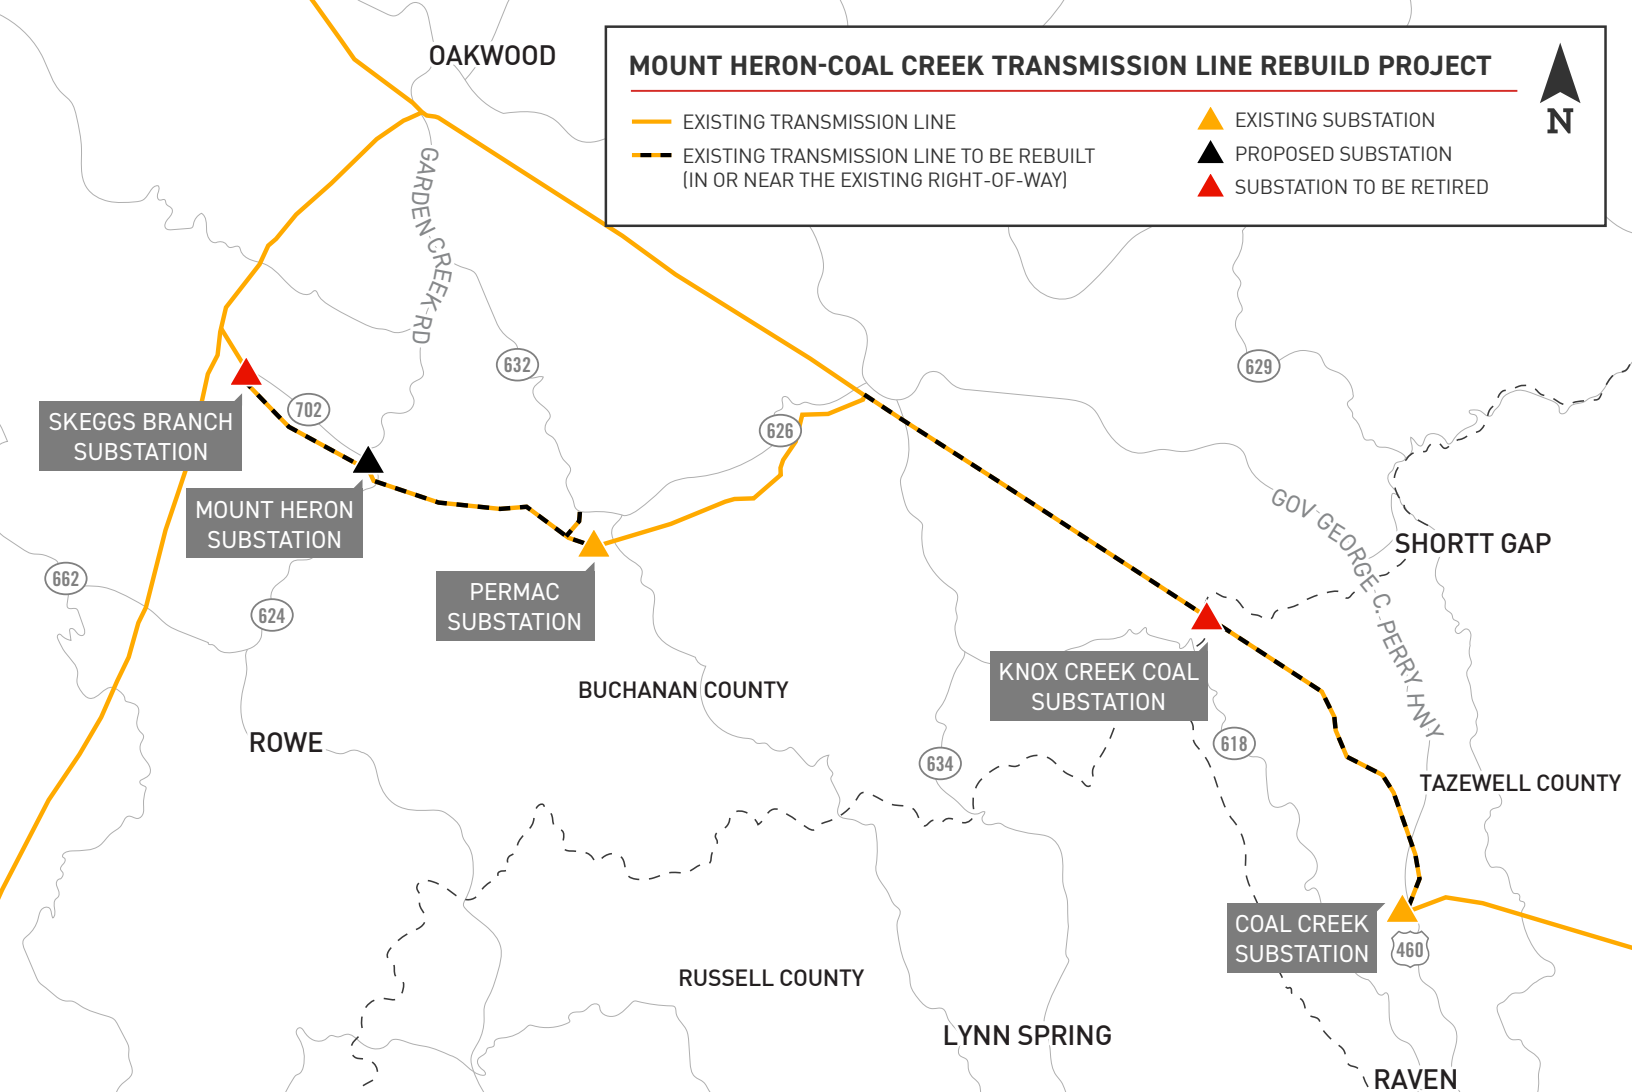 OAKWOOD
MOUNT HERON-COAL CREEK TRANSMISSION LINE REBUILD PROJECT
EXISTING TRANSMISSION LINE
EXISTING TRANSMISSION LINE TO BE REBUILT
(IN OR NEAR THE EXISTING RIGHT-OF-WAY)
EXISTING SUBSTATION
PROPOSED SUBSTATION
SUBSTATION TO BE RETIRED
N
GARDEN CREEK RD
632
629
702
SKEGGS BRANCH
SUBSTATION
626
MOUNT HERON
SUBSTATION
GOV GEORGE C. PERRY HWY
SHORTT GAP
662
624
PERMAC
SUBSTATION
KNOX CREEK COAL
SUBSTATION
BUCHANAN COUNTY
ROWE
634
618
TAZEWELL COUNTY
COAL CREEK
SUBSTATION
460
RUSSELL COUNTY
LYNN SPRING
RAVEN